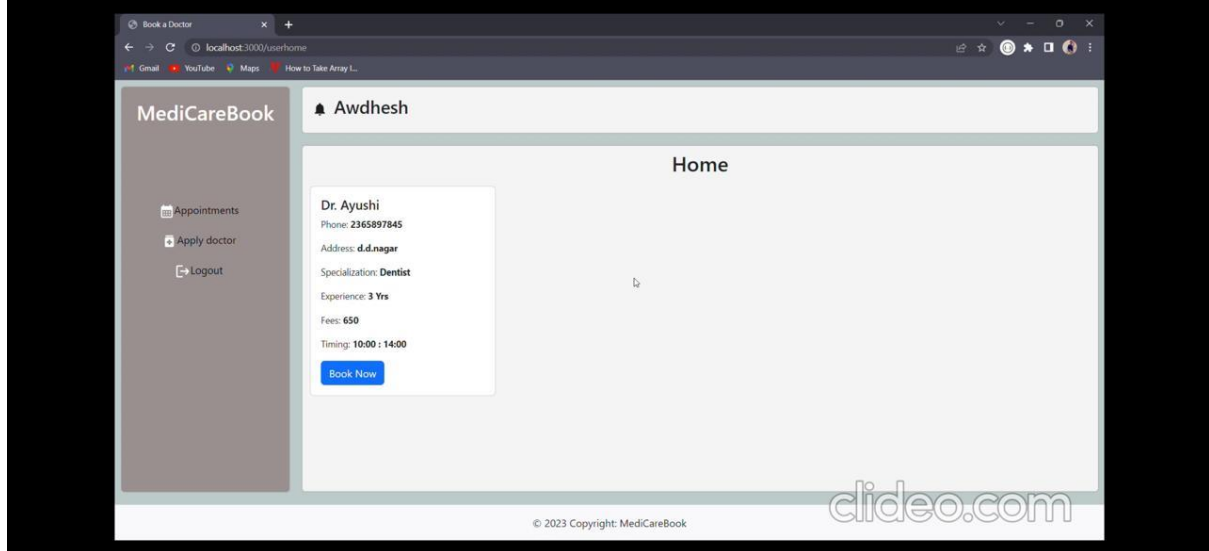 Book a Doctor
localhost:3000/userhome
Gmail YouTube Maps How to Take Array I...
MediCareBook
Appointments
Apply doctor
Logout
Awdhesh
Home
Dr. Ayushi
Phone: 2365897845
Address: d.d.nagar
Specialization: Dentist
Experience: 3 Yrs
Fees: 650
Timing: 10:00 : 14:00
Book Now
© 2023 Copyright: MediCareBook
clideo.com